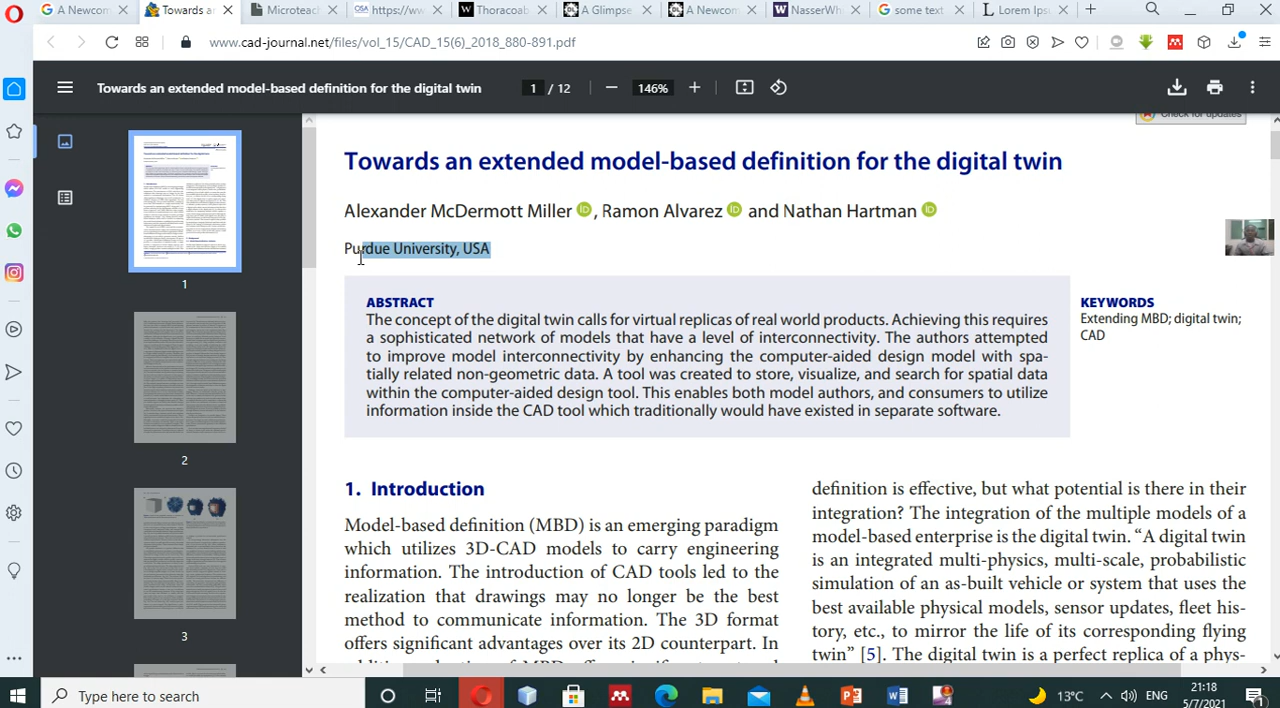 A Newcom
Towards a
Microteach
https://ww
Thoracoab
A Glimpse
A Newcom
NasserWh
some text
Lorem Ips
www.cad-journal.net/files/vol_15/CAD_15(6)_2018_880-891.pdf
Towards an extended model-based definition for the digital twin
1 / 12
146%
Check for updates
1
2
3
Towards an extended model-based definition for the digital twin
Alexander McDermott Miller iD , Ramon Alvarez iD and Nathan Hartman iD
Purdue University, USA
ABSTRACT
The concept of the digital twin calls for virtual replicas of real world products. Achieving this requires
a sophisticated network of models that have a level of interconnectivity. The authors attempted
to improve model interconnectivity by enhancing the computer-aided design model with spa-
tially related non-geometric data. A tool was created to store, visualize, and search for spatial data
within the computer-aided design tool. This enables both model authors, and consumers to utilize
information inside the CAD tool which traditionally would have existed in separate software.
KEYWORDS
Extending MBD; digital twin;
CAD
1. Introduction
Model-based definition (MBD) is an emerging paradigm
which utilizes 3D-CAD models to carry engineering
information. The introduction of CAD tools led to the
realization that drawings may no longer be the best
method to communicate information. The 3D format
offers significant advantages over its 2D counterpart. In
definition is effective, but what potential is there in their
integration? The integration of the multiple models of a
model-based enterprise is the digital twin. “A digital twin
is an integrated multi-physics, multi-scale, probabilistic
simulation of an as-built vehicle or system that uses the
best available physical models, sensor updates, fleet his-
tory, etc., to mirror the life of its corresponding flying
twin” [5]. The digital twin is a perfect replica of a phys-
Type here to search
13°C
ENG
21:18
5/7/2021